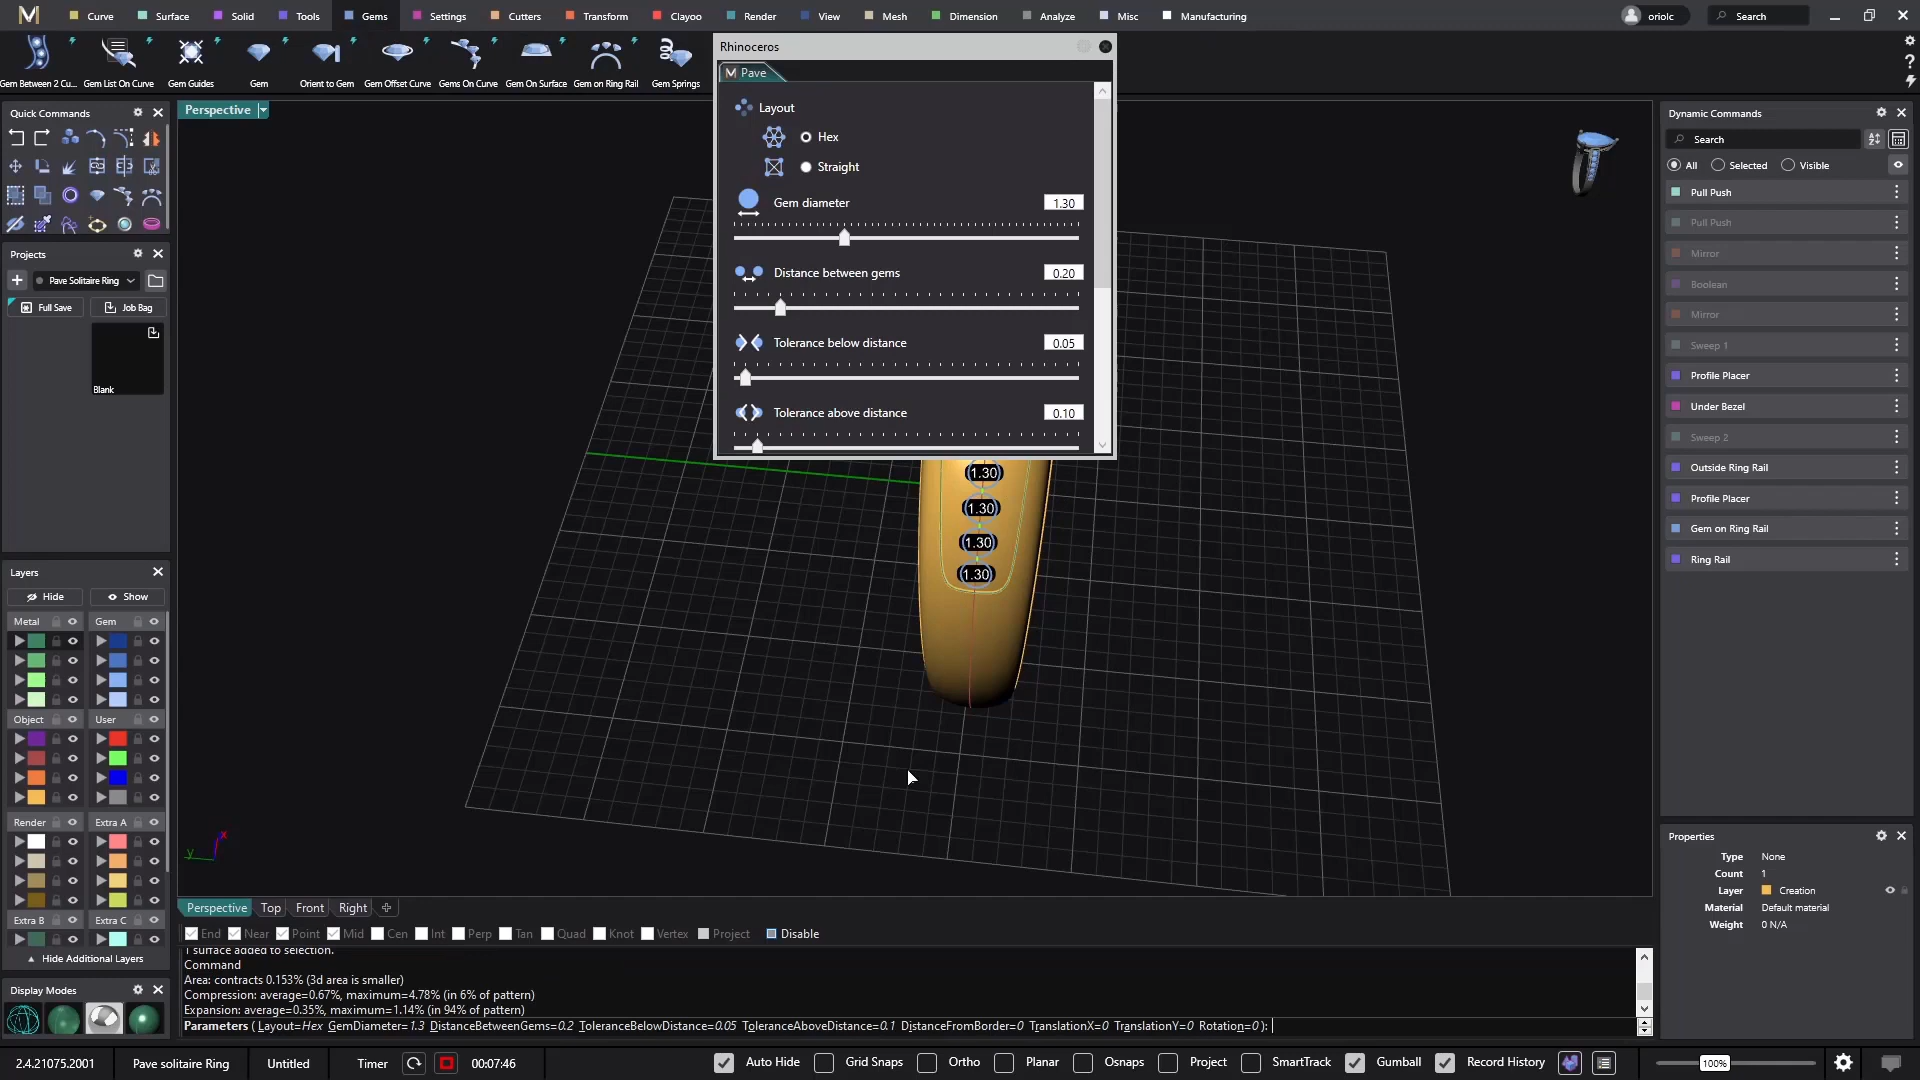 Curve Surface Solid Tools Gems Settings Cutters Transform Clayoo Render View Mesh Dimension Analyze Misc Manufacturing oriolc Search
Gem Between 2 Cu... Gem List On Curve Gem Guides Gem Orient to Gem Gem Offset Curve Gems On Curve Gem On Surface Gem on Ring Rail Gem Springs
Rhinoceros
Pave
Layout
Hex
Straight
Gem diameter 1.30
Distance between gems 0.20
Tolerance below distance 0.05
Tolerance above distance 0.10
Quick Commands
Projects
Pave Solitaire Ring
Full Save Job Bag
Blank
Layers
Hide Show
Metal Gem
Object User
Render Extra A
Extra B Extra C
Hide Additional Layers
Display Modes
Perspective
1.30
1.30
1.30
1.30
x
y
Dynamic Commands
Search
All Selected Visible
Pull Push
Pull Push
Mirror
Boolean
Mirror
Sweep 1
Profile Placer
Under Bezel
Sweep 2
Outside Ring Rail
Profile Placer
Gem on Ring Rail
Ring Rail
Properties
Type None
Count 1
Layer Creation
Material Default material
Weight 0 N/A
Perspective Top Front Right
End Near Point Mid Cen Int Perp Tan Quad Knot Vertex Project Disable
1 surface added to selection.
Command
Area: contracts 0.153% (3d area is smaller)
Compression: average=0.67%, maximum=4.78% (in 6% of pattern)
Expansion: average=0.35%, maximum=1.14% (in 94% of pattern)
Parameters ( Layout=Hex GemDiameter=1.3 DistanceBetweenGems=0.2 ToleranceBelowDistance=0.05 ToleranceAboveDistance=0.1 DistanceFromBorder=0 TranslationX=0 TranslationY=0 Rotation=0 ):
2.4.21075.2001 Pave solitaire Ring Untitled Timer 00:07:46 Auto Hide Grid Snaps Ortho Planar Osnaps Project SmartTrack Gumball Record History 100%